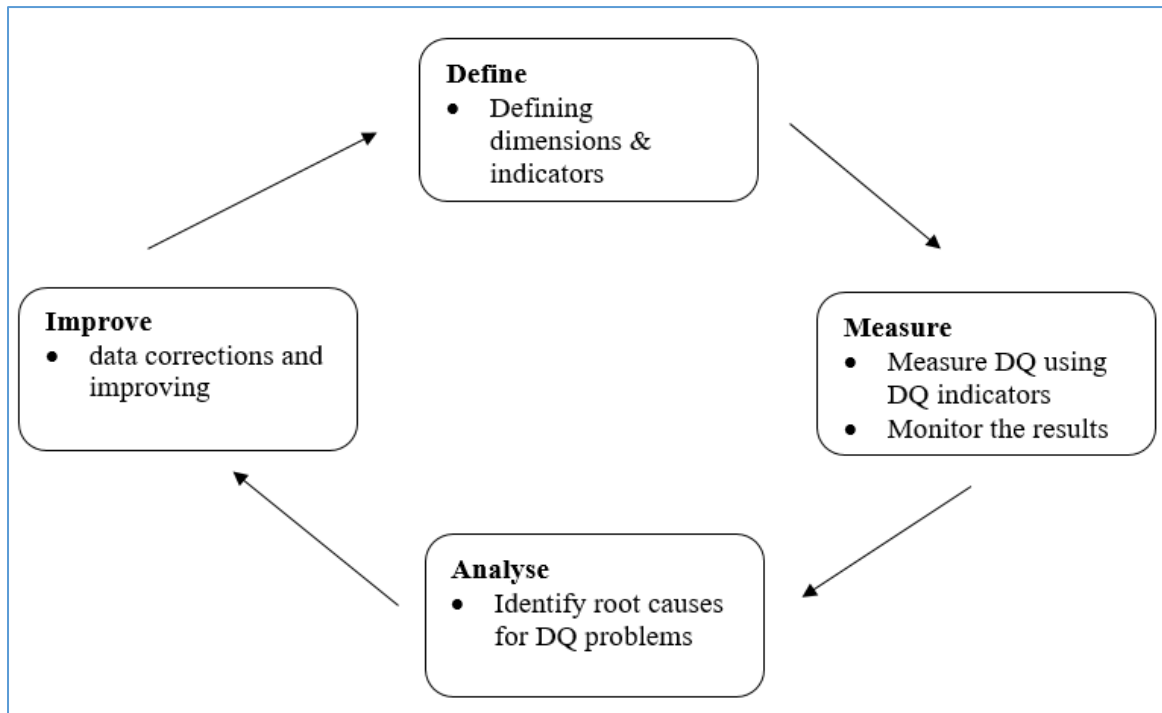 Define
• Defining
dimensions &
indicators
Improve
• data corrections and
improving
Measure
• Measure DQ using
DQ indicators
• Monitor the results
Analyse
• Identify root causes
for DQ problems